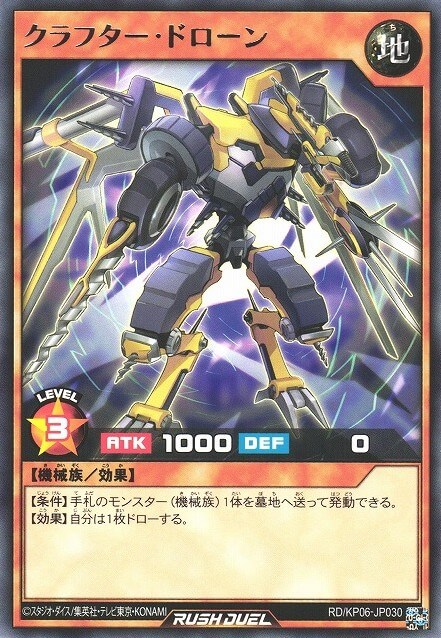 クラフター・ドローン
ち
地
LEVEL
3
ATK 1000 DEF 0
【機械族／効果】
【条件】手札のモンスター(機械族)1体を墓地へ送って発動できる。
【効果】自分は1枚ドローする。
©スタジオ・ダイス/集英社・テレビ東京・KONAMI RUSH DUEL RD/KP06-JP030